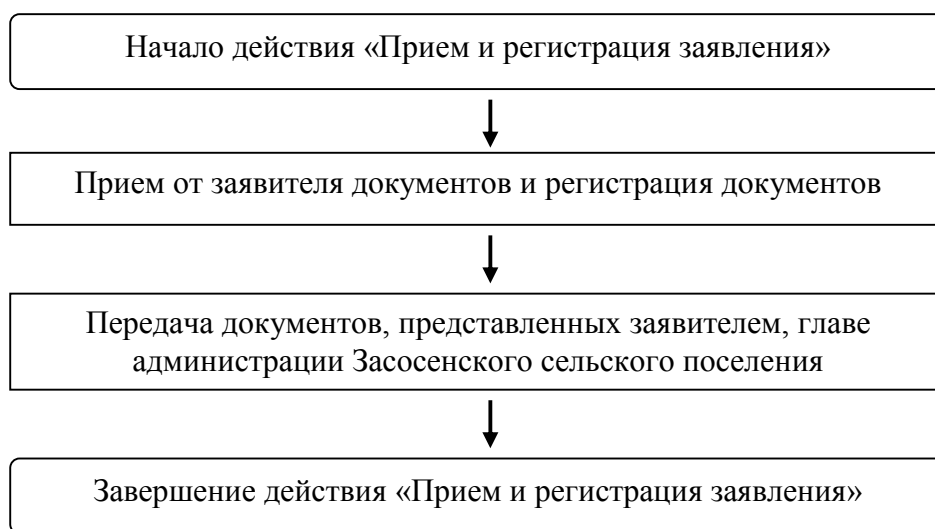 Начало действия «Прием и регистрация заявления»
Прием от заявителя документов и регистрация документов
Передача документов, представленных заявителем, главе
администрации Засосенского сельского поселения
Завершение действия «Прием и регистрация заявления»